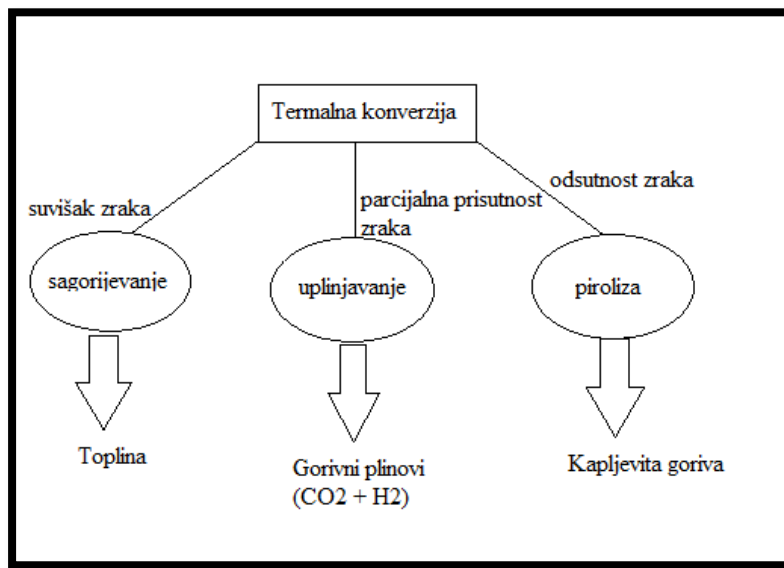 Termalna konverzija
suvišak zraka
parcijalna prisutnost
zraka
odsutnost zraka
sagorijevanje
uplinjavanje
piroliza
Toplina
Gorivni plinovi
(CO2 + H2)
Kapljevita goriva